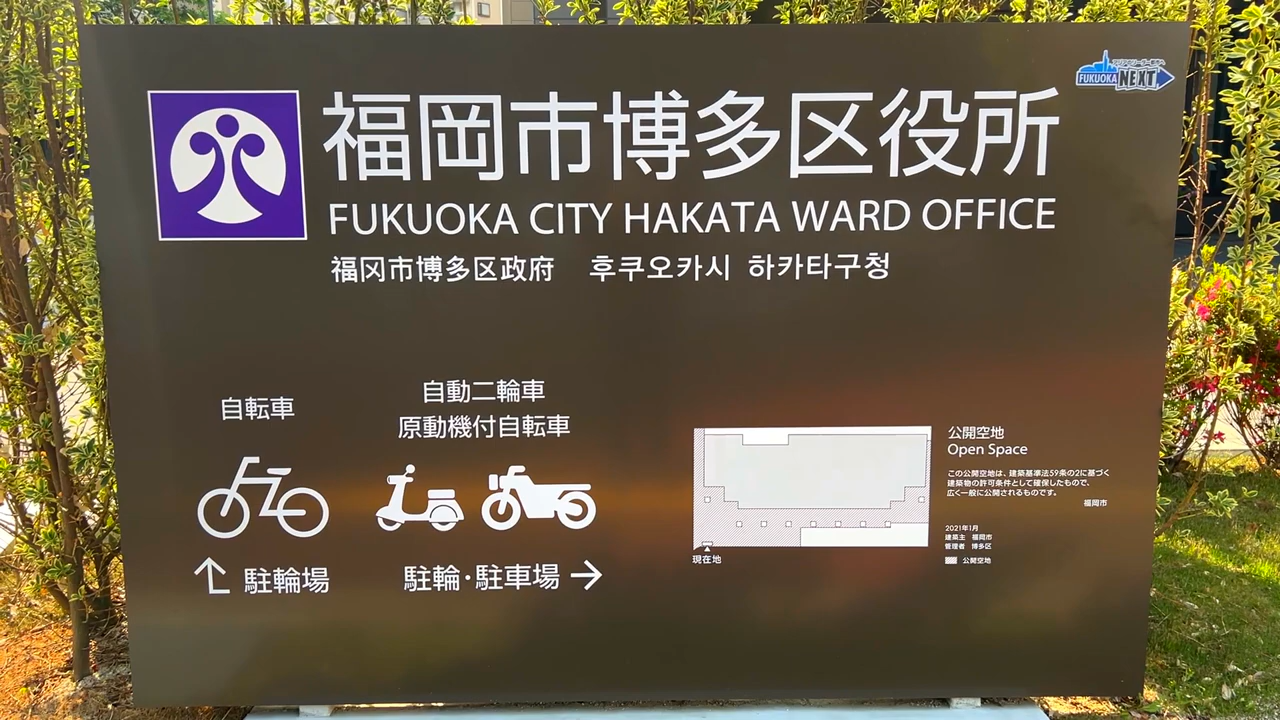 福岡市博多区役所
FUKUOKA CITY HAKATA WARD OFFICE
福冈市博多区政府 후쿠오카시 하카타구청
FUKUOKA NEXT
自転車
駐輪場
自動二輪車
原動機付自転車
駐輪・駐車場
現在地
公開空地
Open Space
この公開空地は、建築基準法59条の2に基づく
建築物の許可条件として確保したもので、
広く一般に公開されるものです。
福岡市
2021年1月
建築主 福岡市
管理者 博多区
公開空地